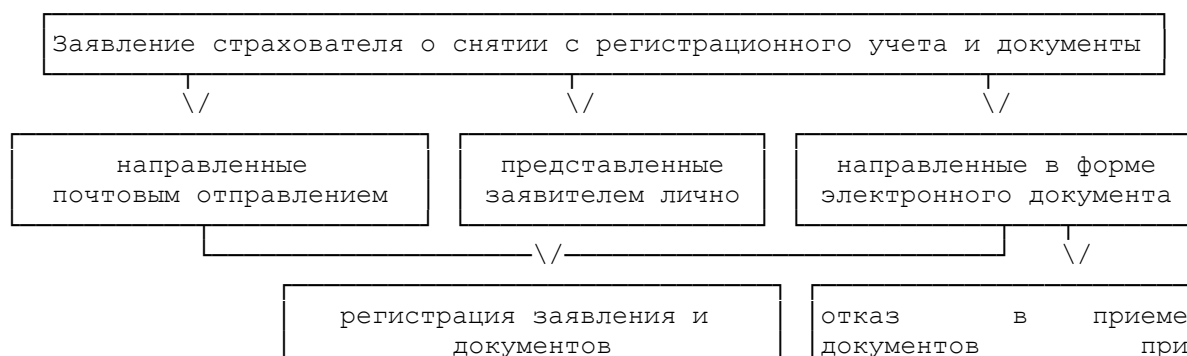 Заявление страхователя о снятии с регистрационного учета и документы
направленные
почтовым отправлением
представленные
заявителем лично
направленные в форме
электронного документа
регистрация заявления и
документов
отказ в приеме
документов при